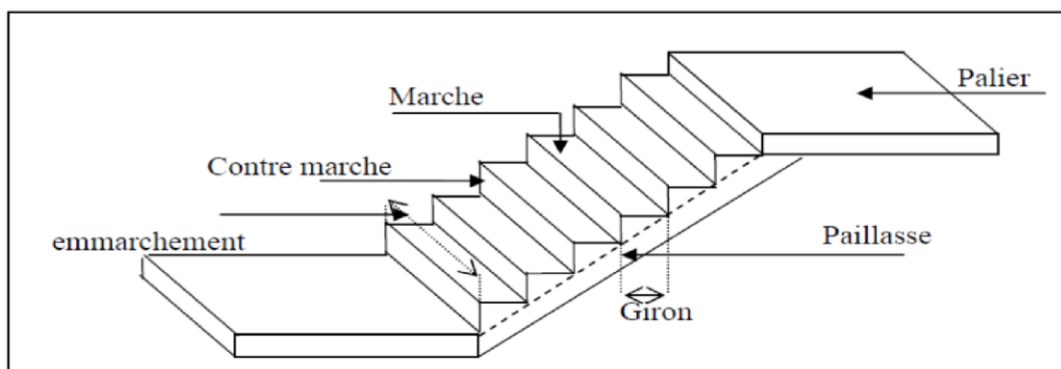 Palier
Marche
Contre marche
emmarchement
Paillasse
Giron